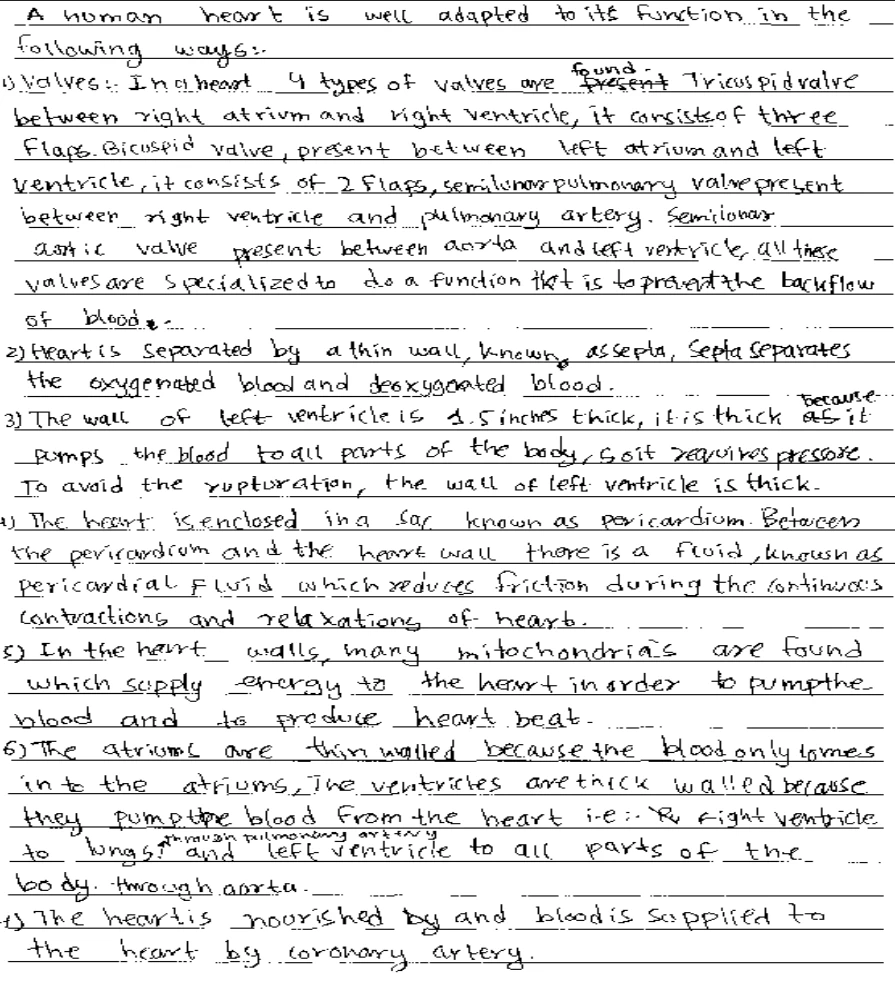 A human heart is well adapted to its function in the
following ways:-
1) Valves:- In a heart 4 types of valves are present found - Tricuspid valve
between right atrium and right ventricle, it consists of three
flaps. Bicuspid valve, present between left atrium and left
ventricle, it consists of 2 flaps, semilunar pulmonary valve present
between right ventricle and pulmonary artery. Semilunar
aortic valve present between aorta and left ventricle, all these
valves are specialized to do a function that is to prevent the backflow
of blood.
2) Heart is separated by a thin wall, known as septa, septa separates
the oxygenated blood and deoxygenated blood.
3) The wall of left ventricle is 1.5 inches thick, it is thick as because it
pumps the blood to all parts of the body, so it requires pressore.
To avoid the rupturation, the wall of left ventricle is thick.
4) The heart is enclosed in a sac known as pericardium. Between
the pericardium and the heart wall there is a fluid, known as
pericardial fluid which reduces friction during the continuous
contractions and relaxations of heart.
5) In the heart walls, many mitochondria's are found
which supply energy to the heart in order to pump the
blood and to produce heart beat.
6) The atriums are thin walled because the blood only comes
in to the atriums, The ventricles are thick walled because
they pump the blood from the heart i.e:- right ventricle
to lungs through pulmonary artery and left ventricle to all parts of the
body. through aorta.
7) The heart is nourished by and blood is supplied to
the heart by coronary artery.